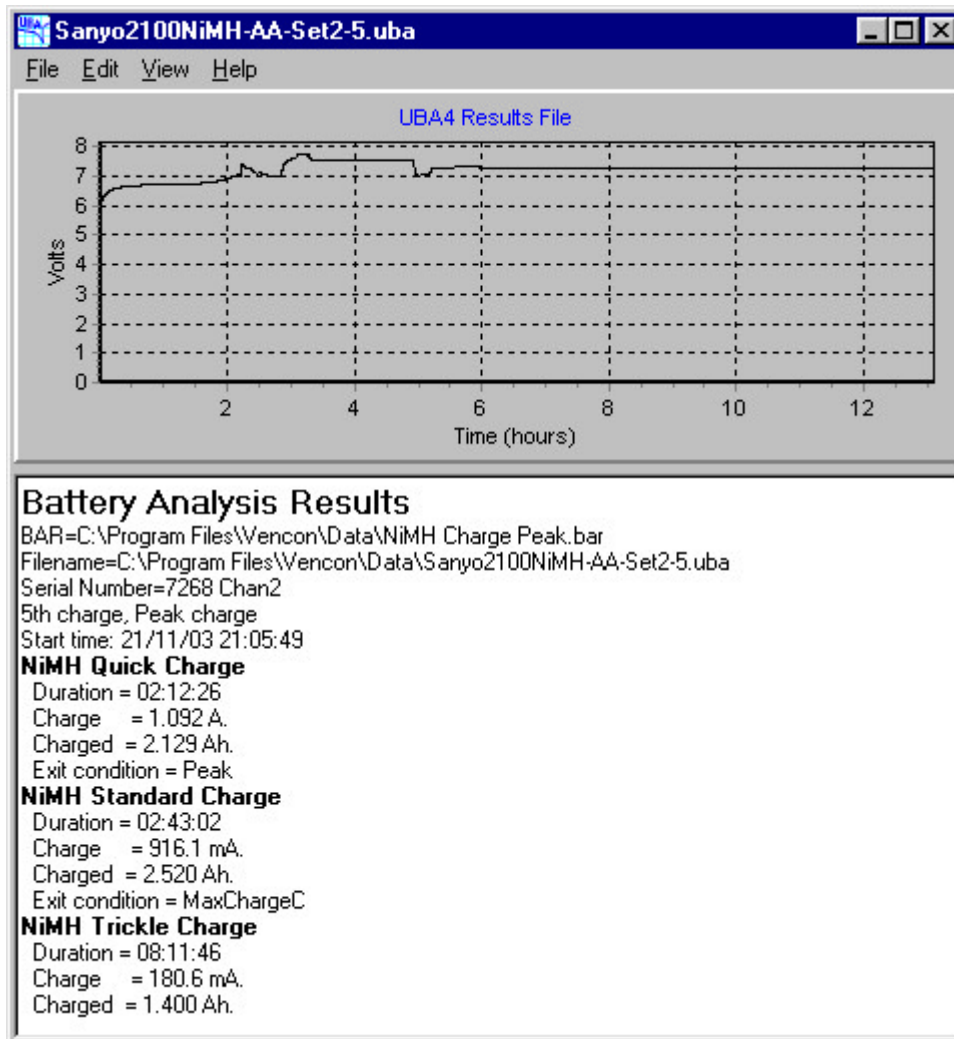 UBA Sanyo2100NiMH-AA-Set2-5.uba
File Edit View Help
UBA4 Results File
8
7
6
5
4
3
2
1
0
Volts
2 4 6 8 10 12
Time (hours)
Battery Analysis Results
BAR=C:\Program Files\Vencon\Data\NiMH Charge Peak.bar
Filename=C:\Program Files\Vencon\Data\Sanyo2100NiMH-AA-Set2-5.uba
Serial Number=7268 Chan2
5th charge, Peak charge
Start time: 21/11/03 21:05:49
NiMH Quick Charge
Duration = 02:12:26
Charge = 1.092 A.
Charged = 2.129 Ah.
Exit condition = Peak
NiMH Standard Charge
Duration = 02:43:02
Charge = 916.1 mA.
Charged = 2.520 Ah.
Exit condition = MaxChargeC
NiMH Trickle Charge
Duration = 08:11:46
Charge = 180.6 mA.
Charged = 1.400 Ah.